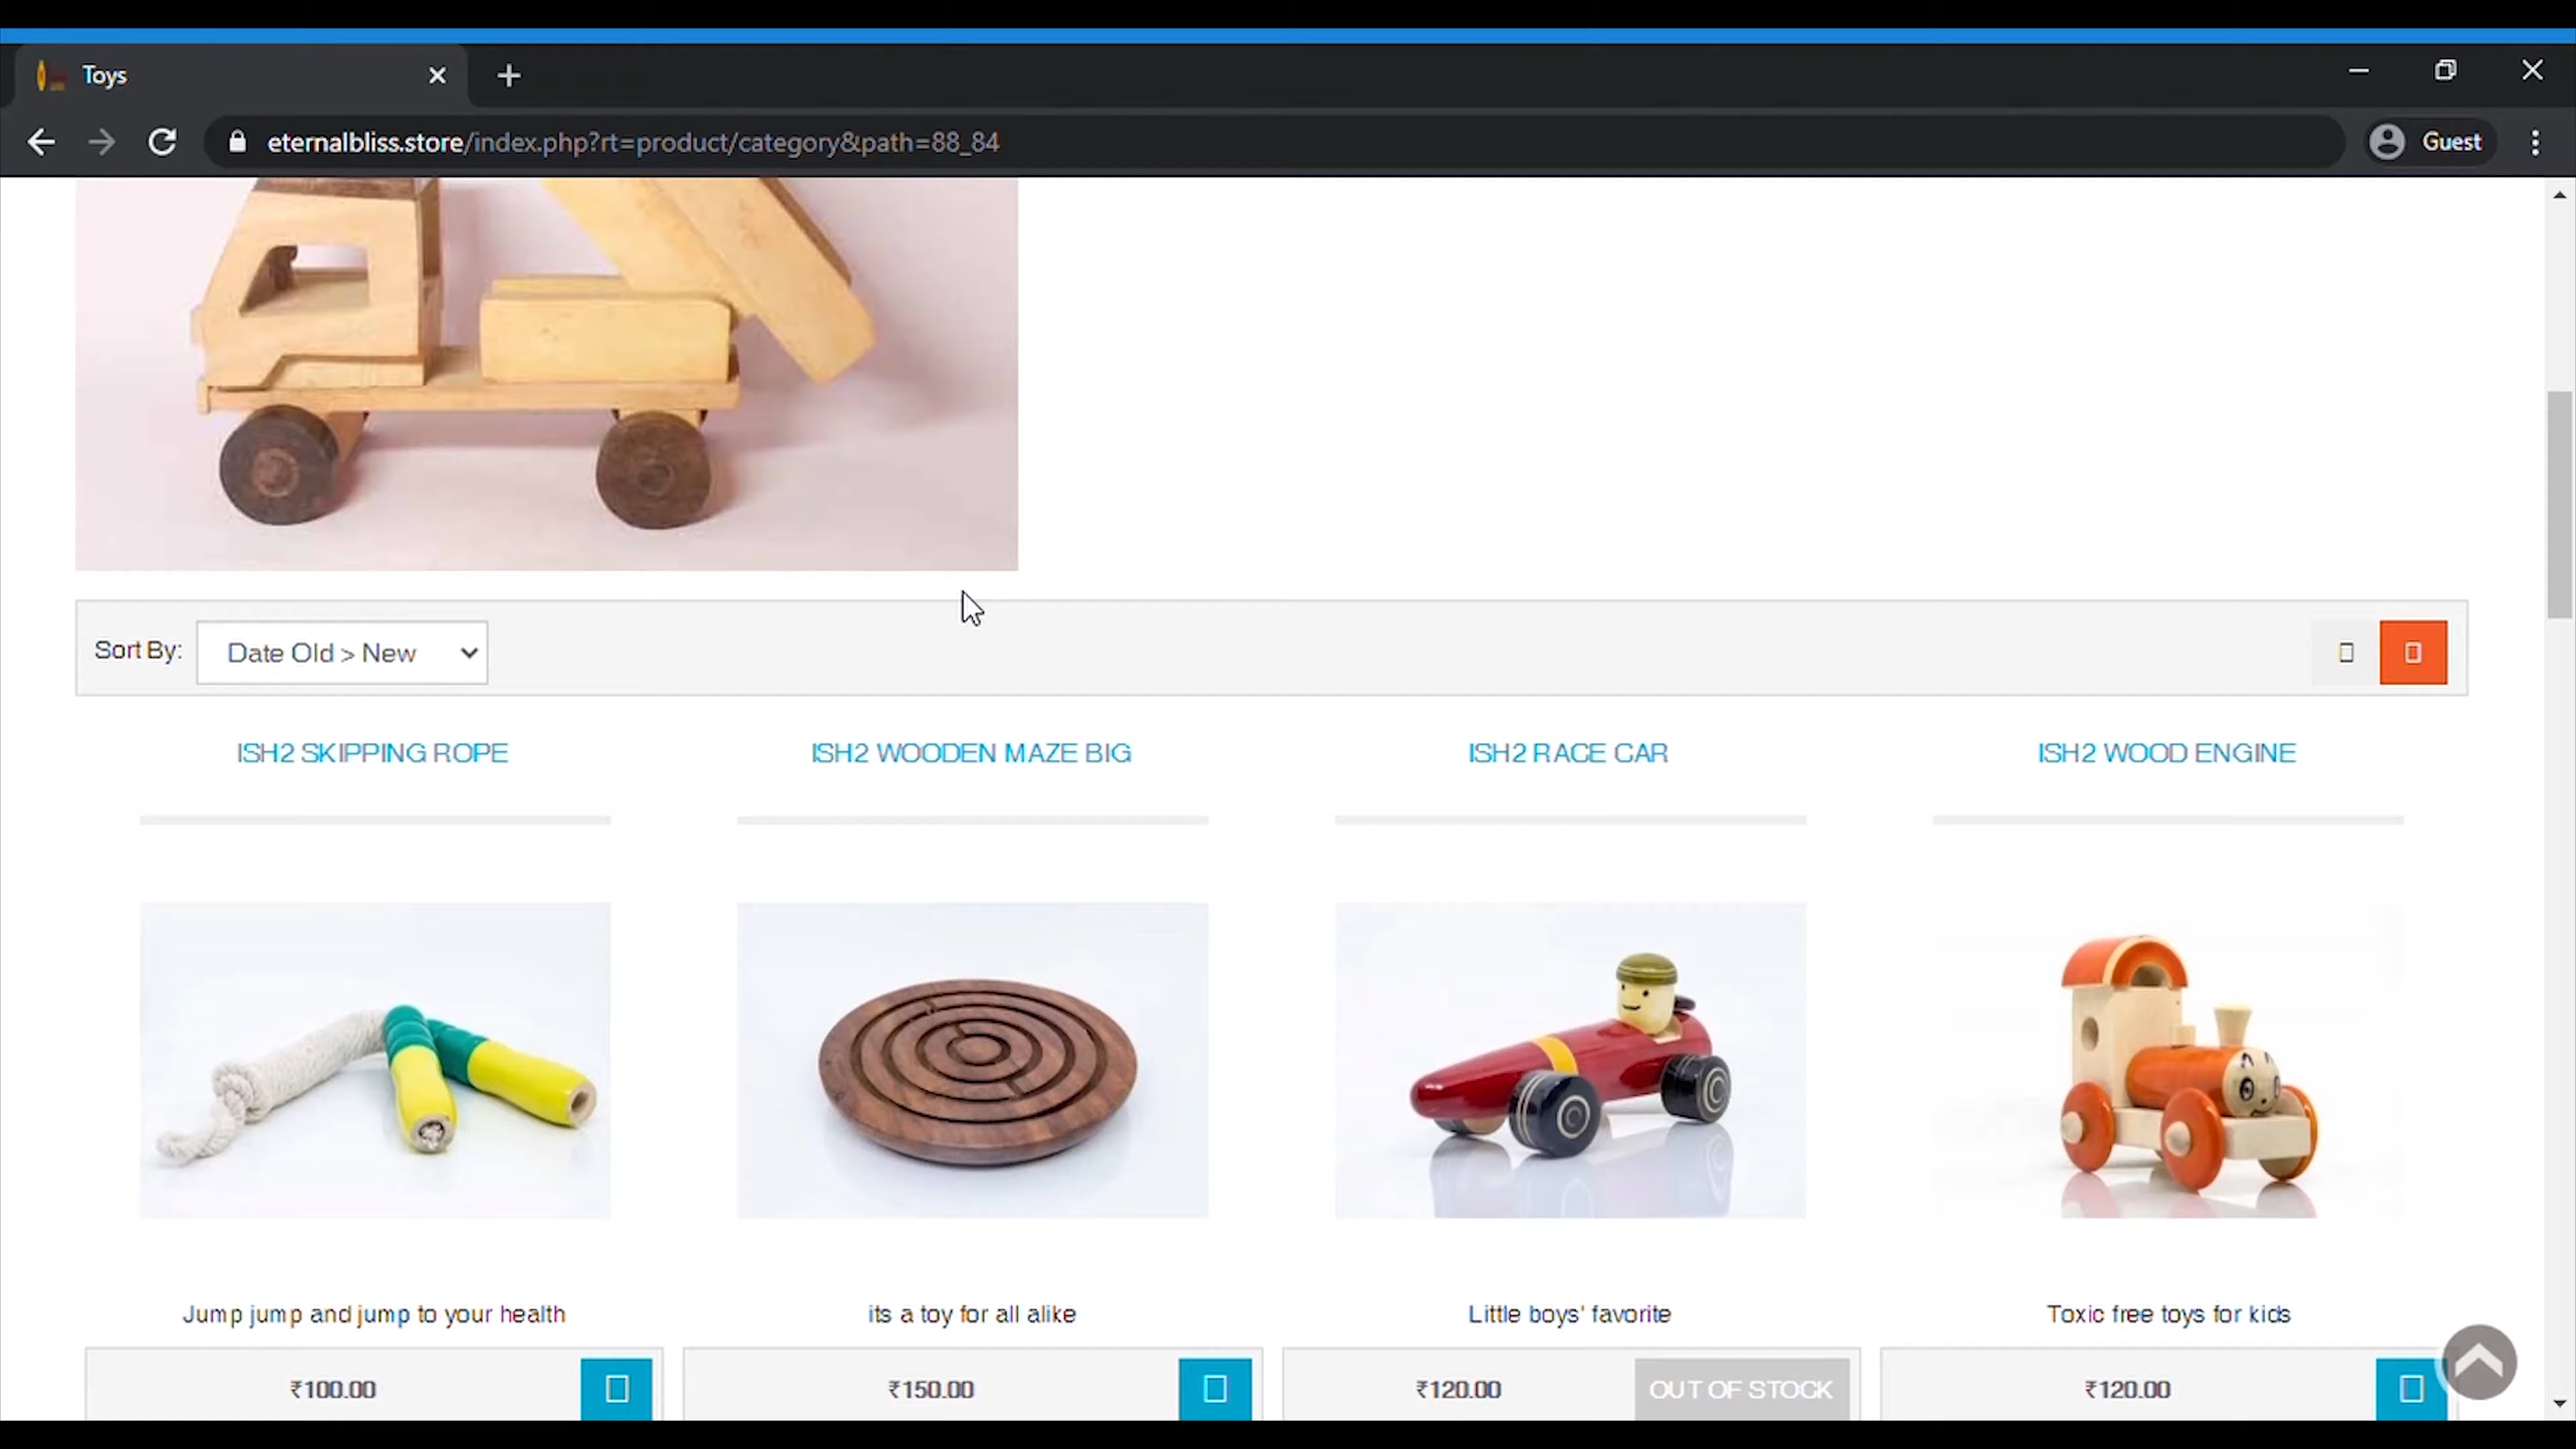 Toys
eternalbliss.store/index.php?rt=product/category&path=88_84
Guest
Sort By: Date Old > New
ISH2 SKIPPING ROPE
ISH2 WOODEN MAZE BIG
ISH2 RACE CAR
ISH2 WOOD ENGINE
Jump jump and jump to your health
its a toy for all alike
Little boys' favorite
Toxic free toys for kids
₹100.00
₹150.00
₹120.00
OUT OF STOCK
₹120.00